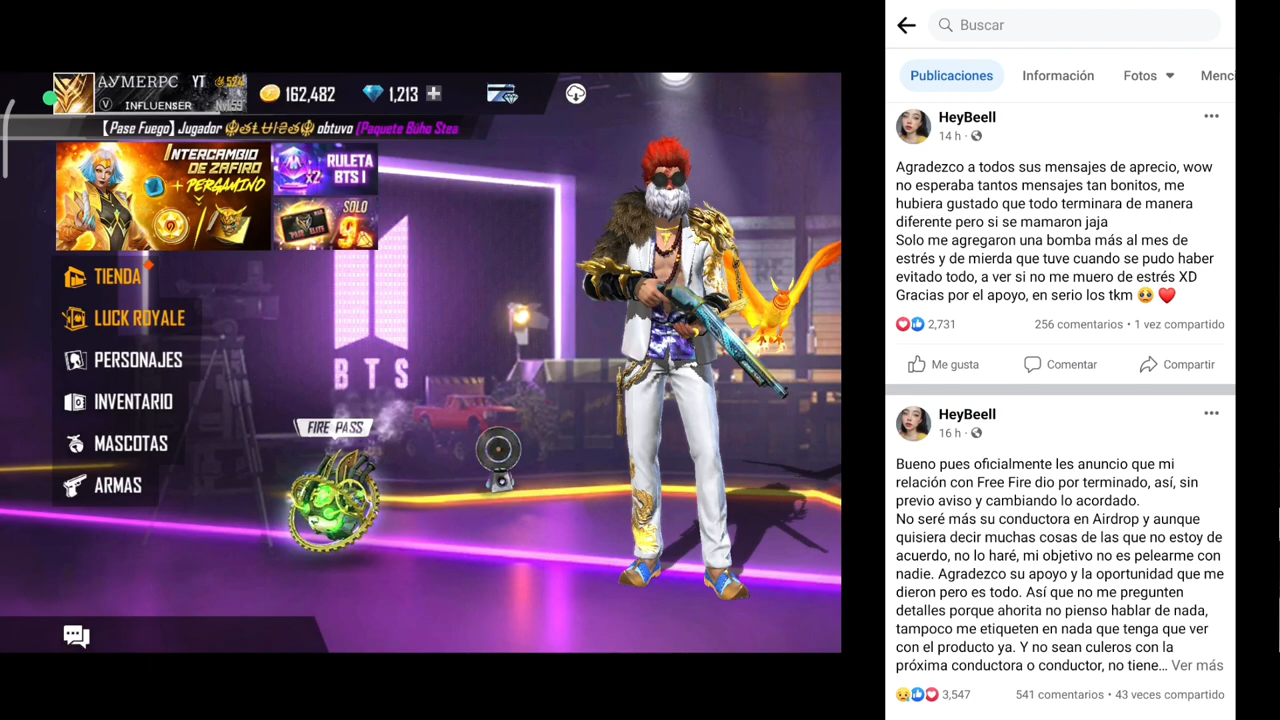 AYMERPC YT
V INFLUENSER
162,482
1,213
[Pase Fuego] Jugador obtuvo [Paquete Búho Stea
INTERCAMBIO
DE ZAFIRO
+ PERGAMINO
X2
RULETA
BTS I
SOLO
9
TIENDA
LUCK ROYALE
PERSONAJES
INVENTARIO
MASCOTAS
ARMAS
BTS
FIRE PASS
Buscar
Publicaciones Información Fotos Menci
HeyBeell
14 h
Agradezco a todos sus mensajes de aprecio, wow
no esperaba tantos mensajes tan bonitos, me
hubiera gustado que todo terminara de manera
diferente pero si se mamaron jaja
Solo me agregaron una bomba más al mes de
estrés y de mierda que tuve cuando se pudo haber
evitado todo, a ver si no me muero de estrés XD
Gracias por el apoyo, en serio los tkm 🥺 ❤️
2,731 256 comentarios • 1 vez compartido
Me gusta Comentar Compartir
HeyBeell
16 h
Bueno pues oficialmente les anuncio que mi
relación con Free Fire dio por terminado, así, sin
previo aviso y cambiando lo acordado.
No seré más su conductora en Airdrop y aunque
quisiera decir muchas cosas de las que no estoy de
acuerdo, no lo haré, mi objetivo no es pelearme con
nadie. Agradezco su apoyo y la oportunidad que me
dieron pero es todo. Así que no me pregunten
detalles porque ahorita no pienso hablar de nada,
tampoco me etiqueten en nada que tenga que ver
con el producto ya. Y no sean culeros con la
próxima conductora o conductor, no tiene... Ver más
3,547 541 comentarios • 43 veces compartido